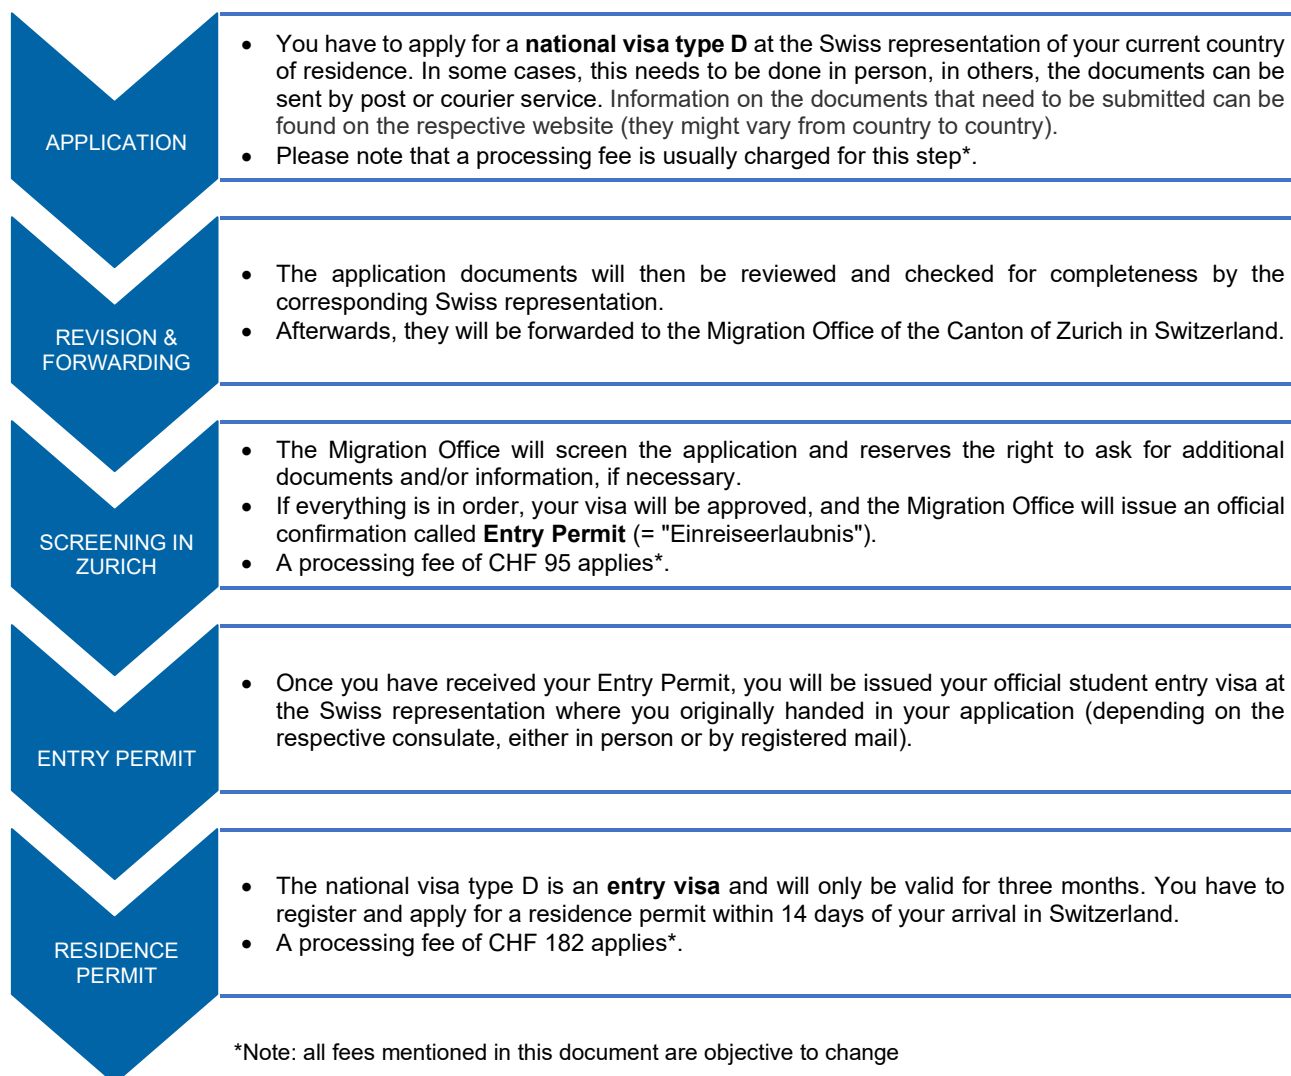 APPLICATION
• You have to apply for a national visa type D at the Swiss representation of your current country
of residence. In some cases, this needs to be done in person, in others, the documents can be
sent by post or courier service. Information on the documents that need to be submitted can be
found on the respective website (they might vary from country to country).
• Please note that a processing fee is usually charged for this step*.
REVISION &
FORWARDING
• The application documents will then be reviewed and checked for completeness by the
corresponding Swiss representation.
• Afterwards, they will be forwarded to the Migration Office of the Canton of Zurich in Switzerland.
SCREENING IN
ZURICH
• The Migration Office will screen the application and reserves the right to ask for additional
documents and/or information, if necessary.
• If everything is in order, your visa will be approved, and the Migration Office will issue an official
confirmation called Entry Permit (= "Einreiseerlaubnis").
• A processing fee of CHF 95 applies*.
ENTRY PERMIT
• Once you have received your Entry Permit, you will be issued your official student entry visa at
the Swiss representation where you originally handed in your application (depending on the
respective consulate, either in person or by registered mail).
RESIDENCE
PERMIT
• The national visa type D is an entry visa and will only be valid for three months. You have to
register and apply for a residence permit within 14 days of your arrival in Switzerland.
• A processing fee of CHF 182 applies*.
*Note: all fees mentioned in this document are objective to change